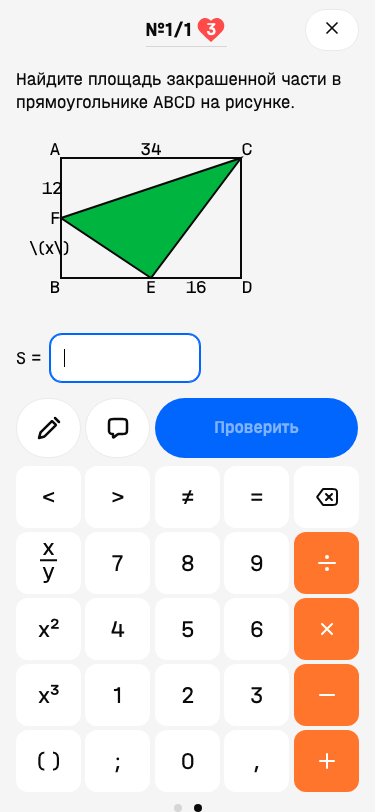 №1/1 3
Найдите площадь закрашенной части в
прямоугольнике ABCD на рисунке.
A 34 C
12
F
\(x\)
B E 16 D
S =
Проверить
< > ≠ =
x/y 7 8 9 ÷
x² 4 5 6 ×
x³ 1 2 3 −
( ) ; 0 , +